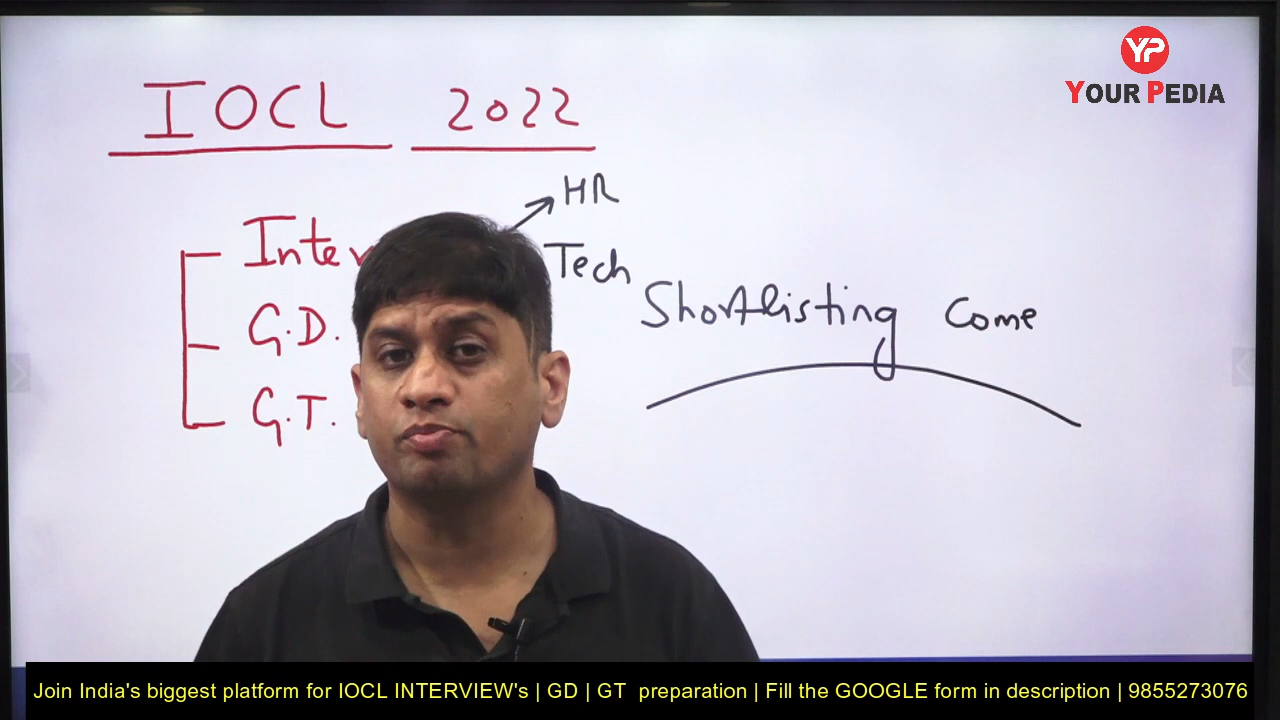 YP
YOUR PEDIA
IOCL 2022
HR
Tech
G.D.
G.T.
Shortlisting Come
Join India's biggest platform for IOCL INTERVIEW's | GD | GT preparation | Fill the GOOGLE form in description | 9855273076